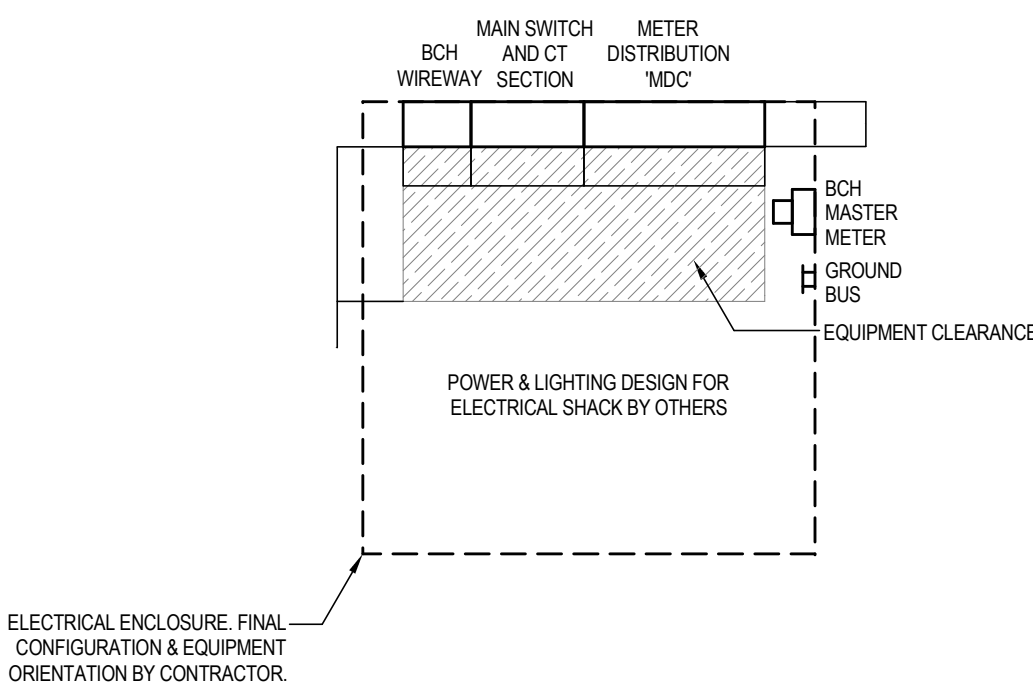 BCH
WIREWAY
MAIN SWITCH
AND CT
SECTION
METER
DISTRIBUTION
'MDC'
BCH
MASTER
METER
GROUND
BUS
EQUIPMENT CLEARANCE
POWER & LIGHTING DESIGN FOR
ELECTRICAL SHACK BY OTHERS
ELECTRICAL ENCLOSURE. FINAL
CONFIGURATION & EQUIPMENT
ORIENTATION BY CONTRACTOR.